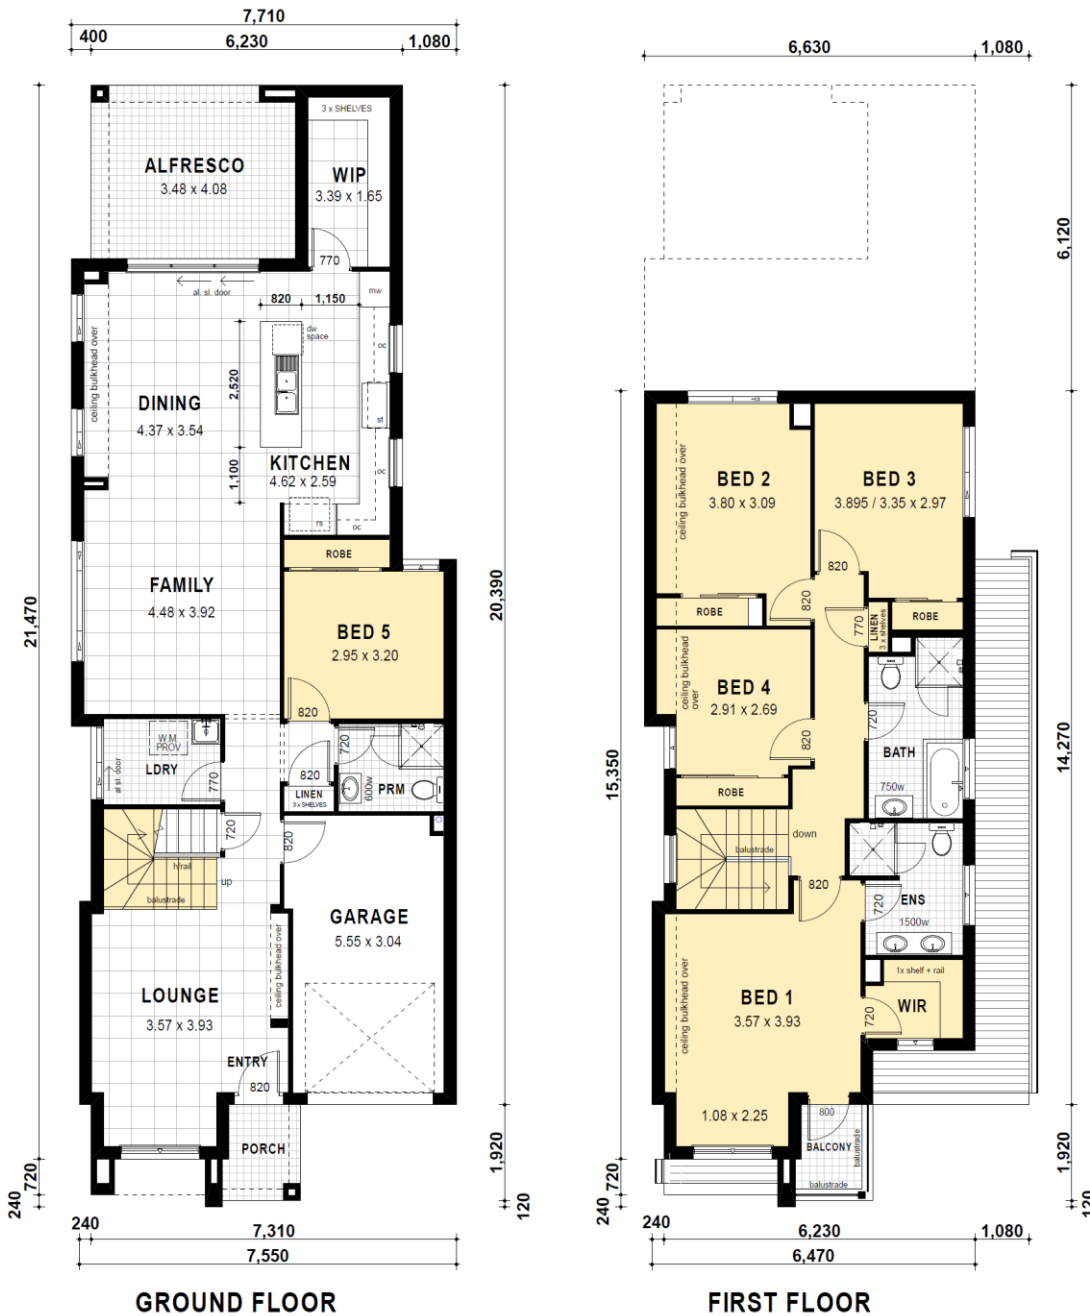 7,710
400
6,230
1,080
3 x SHELVES
ALFRESCO
3.48 x 4.08
WIP
3.39 x 1.65
770
al. sl. door
820
1,150
mw
dw
space
oc
ceiling bulkhead over
2,520
DINING
4.37 x 3.54
st
1,100
KITCHEN
4.62 x 2.59
oc
rs
oc
ROBE
FAMILY
4.48 x 3.92
BED 5
2.95 x 3.20
21,470
20,390
820
W.M.
PROV
LDRY
al sl. door
770
820
720
600w
PRM
LINEN
3 x SHELVES
720
820
h/rail
up
balustrade
GARAGE
5.55 x 3.04
ceiling bulkhead over
LOUNGE
3.57 x 3.93
ENTRY
820
PORCH
720
240
1,920
120
240
7,310
7,550
GROUND FLOOR
6,630
1,080
6,120
ceiling bulkhead over
BED 2
3.80 x 3.09
BED 3
3.895 / 3.35 x 2.97
820
820
ROBE
770
LINEN
3 x shelves
ROBE
ceiling bulkhead
over
BED 4
2.91 x 2.69
720
820
BATH
750w
ROBE
down
balustrade
15,350
14,270
820
720
ENS
1500w
ceiling bulkhead over
BED 1
3.57 x 3.93
1x shelf + rail
WIR
720
1.08 x 2.25
800
BALCONY
balustrade
balustrade
720
240
1,920
120
240
6,230
1,080
6,470
FIRST FLOOR